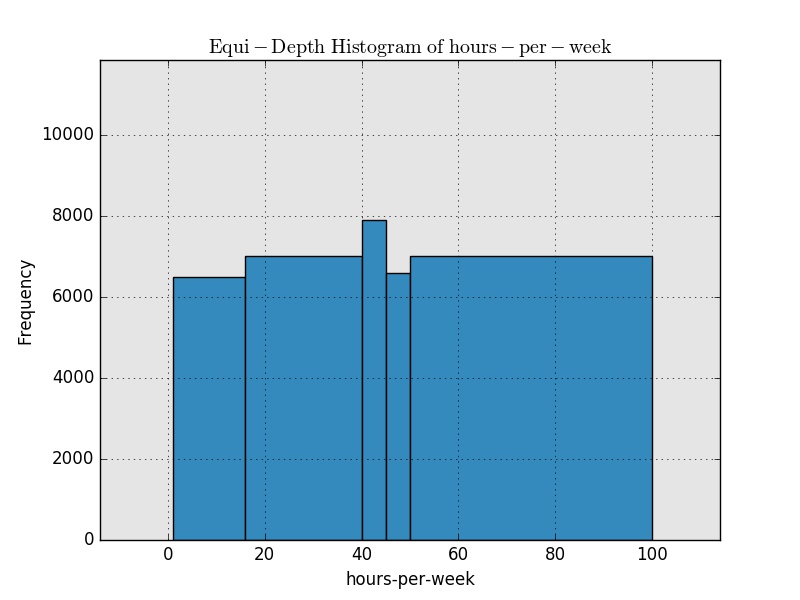 Equi − Depth Histogram of hours − per − week
10000
8000
6000
4000
2000
0
Frequency
0 20 40 60 80 100
hours-per-week